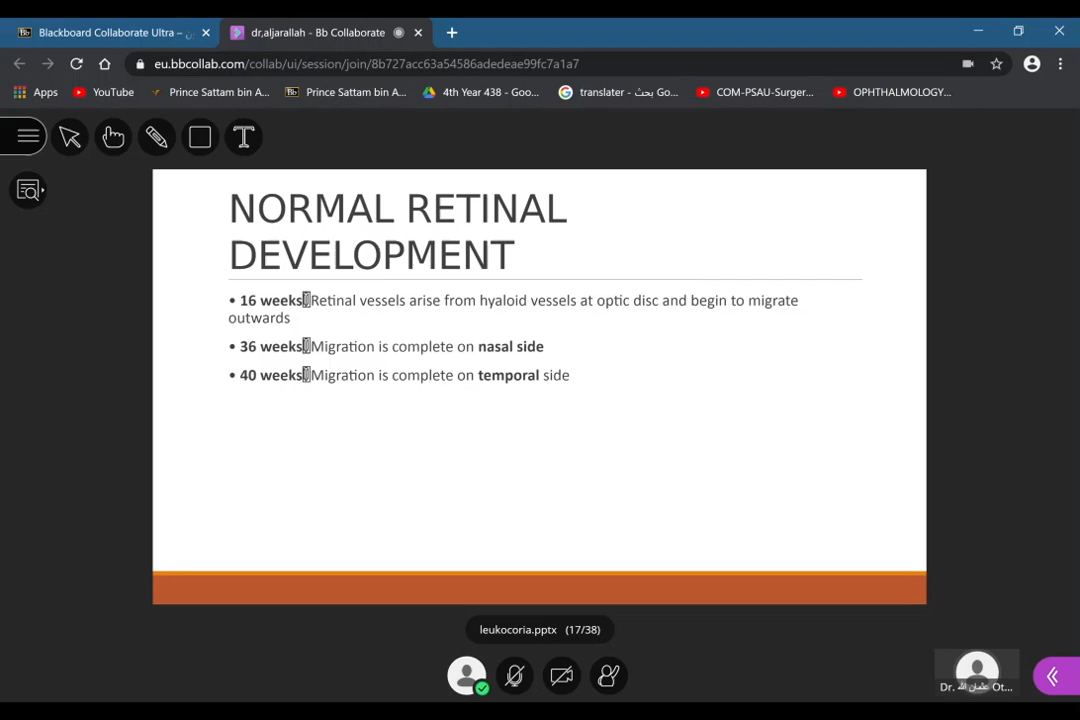 Blackboard Collaborate Ultra –
dr,aljarallah - Bb Collaborate
eu.bbcollab.com/collab/ui/session/join/8b727acc63a54586adedeae99fc7a1a7
Apps
YouTube
Prince Sattam bin A...
Prince Sattam bin A...
4th Year 438 - Goo...
translater - بحث Go...
COM-PSAU-Surger...
OPHTHALMOLOGY...
NORMAL RETINAL
DEVELOPMENT
• 16 weeks Retinal vessels arise from hyaloid vessels at optic disc and begin to migrate
outwards
• 36 weeks Migration is complete on nasal side
• 40 weeks Migration is complete on temporal side
leukocoria.pptx (17/38)
Dr. عثمان الله Ot...